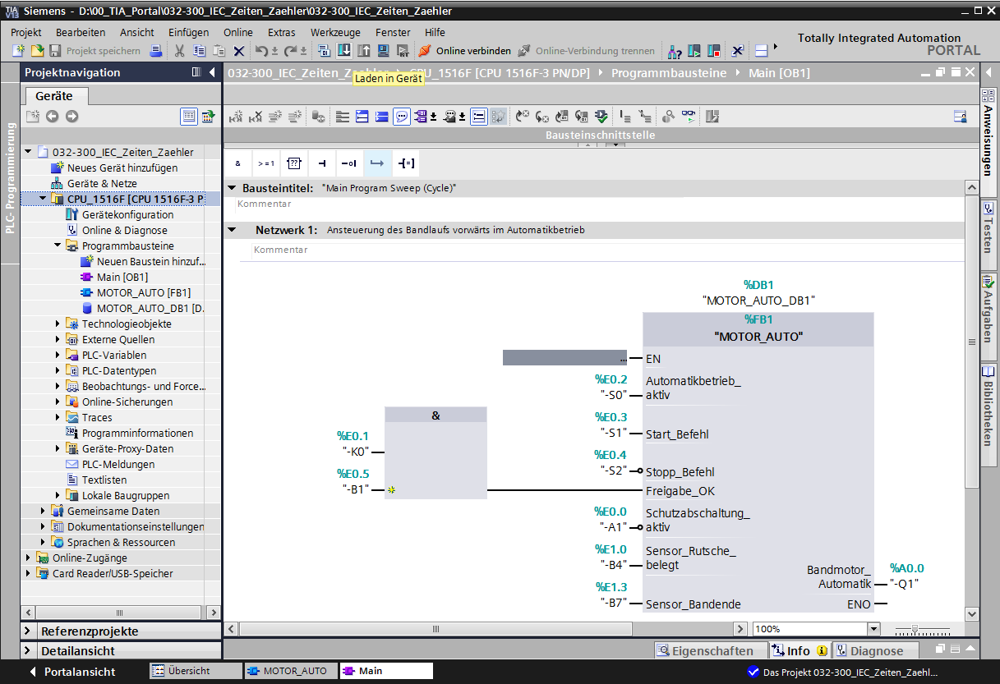 Siemens - D:\00_TIA_Portal\032-300_IEC_Zeiten_Zaehler\032-300_IEC_Zeiten_Zaehler
Projekt Bearbeiten Ansicht Einfügen Online Extras Werkzeuge Fenster Hilfe
Totally Integrated Automation
PORTAL
Projekt speichern Online verbinden Online-Verbindung trennen
Projektnavigation
Laden in Gerät
CPU_1516F [CPU 1516F-3 PN/DP] Programmbausteine Main [OB1]
Geräte
Bausteinschnittstelle
PLC-Programmierung
032-300_IEC_Zeiten_Zaehler
Neues Gerät hinzufügen
Geräte & Netze
CPU_1516F [CPU 1516F-3 P
Gerätekonfiguration
Online & Diagnose
Programmbausteine
Neuen Baustein hinzuf...
Main [OB1]
MOTOR_AUTO [FB1]
MOTOR_AUTO_DB1 [D.
Technologieobjekte
Externe Quellen
PLC-Variablen
PLC-Datentypen
Beobachtungs- und Force...
Online-Sicherungen
Traces
Programminformationen
Geräte-Proxy-Daten
PLC-Meldungen
Textlisten
Lokale Baugruppen
Gemeinsame Daten
Dokumentationseinstellungen
Sprachen & Ressourcen
Online-Zugänge
Card Reader/USB-Speicher
Referenzprojekte
Detailansicht
& >=1 ?? [=]
Bausteintitel: "Main Program Sweep (Cycle)"
Kommentar
Netzwerk 1: Ansteuerung des Bandlaufs vorwärts im Automatikbetrieb
Kommentar
%DB1
"MOTOR_AUTO_DB1"
%FB1
"MOTOR_AUTO"
... EN
%E0.2
"-S0"
Automatikbetrieb_
aktiv
%E0.3
"-S1" Start_Befehl
%E0.4
"-S2" Stopp_Befehl
&
%E0.1
"-K0"
%E0.5
"-B1"
Freigabe_OK
%E0.0
"-A1"
Schutzabschaltung_
aktiv
%E1.0
"-B4"
Sensor_Rutsche_
belegt
%E1.3
"-B7" Sensor_Bandende
Bandmotor_
Automatik
%A0.0
"-Q1"
ENO
100%
Anweisungen
Testen
Aufgaben
Bibliotheken
Eigenschaften Info Diagnose
Portalansicht Übersicht MOTOR_AUTO Main Das Projekt 032-300_IEC_Zeiten_Zaehl...